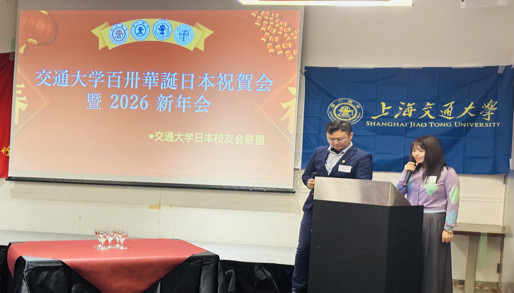 交通大学百卅華誕日本祝賀会
暨 2026 新年会
●交通大学日本校友会联盟
上海交通大學
SHANGHAI JIAO TONG UNIVERSITY